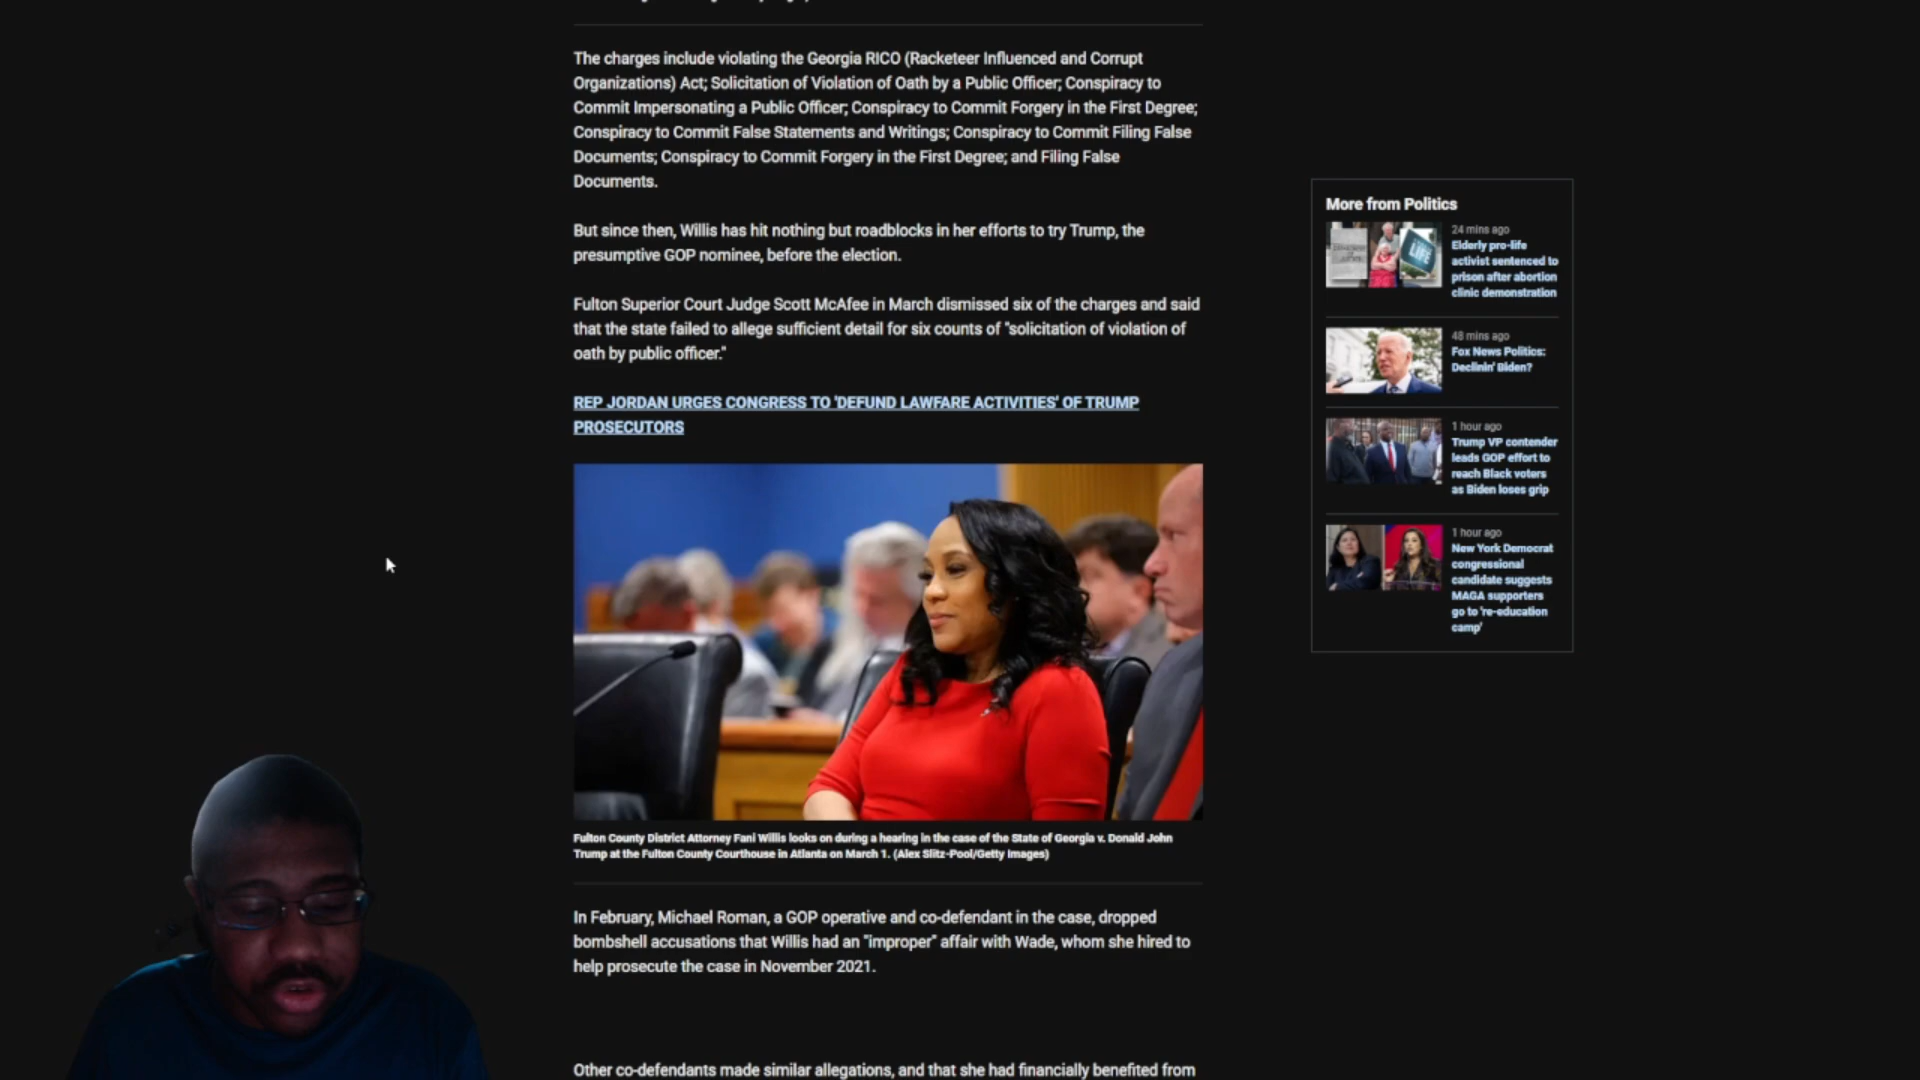 The charges include violating the Georgia RICO (Racketeer Influenced and Corrupt
Organizations) Act; Solicitation of Violation of Oath by a Public Officer; Conspiracy to
Commit Impersonating a Public Officer; Conspiracy to Commit Forgery in the First Degree;
Conspiracy to Commit False Statements and Writings; Conspiracy to Commit Filing False
Documents; Conspiracy to Commit Forgery in the First Degree; and Filing False
Documents.
But since then, Willis has hit nothing but roadblocks in her efforts to try Trump, the
presumptive GOP nominee, before the election.
Fulton Superior Court Judge Scott McAfee in March dismissed six of the charges and said
that the state failed to allege sufficient detail for six counts of "solicitation of violation of
oath by public officer."
REP JORDAN URGES CONGRESS TO 'DEFUND LAWFARE ACTIVITIES' OF TRUMP
PROSECUTORS
Fulton County District Attorney Fani Willis looks on during a hearing in the case of the State of Georgia v. Donald John
Trump at the Fulton County Courthouse in Atlanta on March 1. (Alex Slitz-Pool/Getty Images)
In February, Michael Roman, a GOP operative and co-defendant in the case, dropped
bombshell accusations that Willis had an "improper" affair with Wade, whom she hired to
help prosecute the case in November 2021.
Other co-defendants made similar allegations, and that she had financially benefited from
More from Politics
24 mins ago
Elderly pro-life
activist sentenced to
prison after abortion
clinic demonstration
LIFE
48 mins ago
Fox News Politics:
Declinin' Biden?
1 hour ago
Trump VP contender
leads GOP effort to
reach Black voters
as Biden loses grip
1 hour ago
New York Democrat
congressional
candidate suggests
MAGA supporters
go to 're-education
camp'